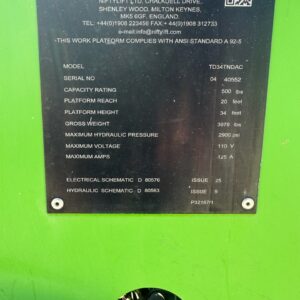 NIFTYLIFT LTD, CHALKDELL DRIVE,
SHENLEY WOOD, MILTON KEYNES,
MK5 6GF, ENGLAND.
TEL: +44(0)1908 223456 FAX: +44(0)1908 312733
e-mail:info@niftylift.com
-THIS WORK PLATFORM COMPLIES WITH ANSI-STANDARD A 92-5
MODEL TD34TNDAC
SERIAL NO 04 40552
CAPACITY RATING 500 lbs
PLATFORM REACH 20 feet
PLATFORM HEIGHT 34 feet
GROSS WEIGHT 3970 lbs
MAXIMUM HYDRAULIC PRESSURE 2900 psi
MAXIMUM VOLTAGE 110 V
MAXIMUM AMPS 125 A
ELECTRICAL SCHEMATIC D 80576 ISSUE 25
HYDRAULIC SCHEMATIC D 80563 ISSUE 9
P32167/1